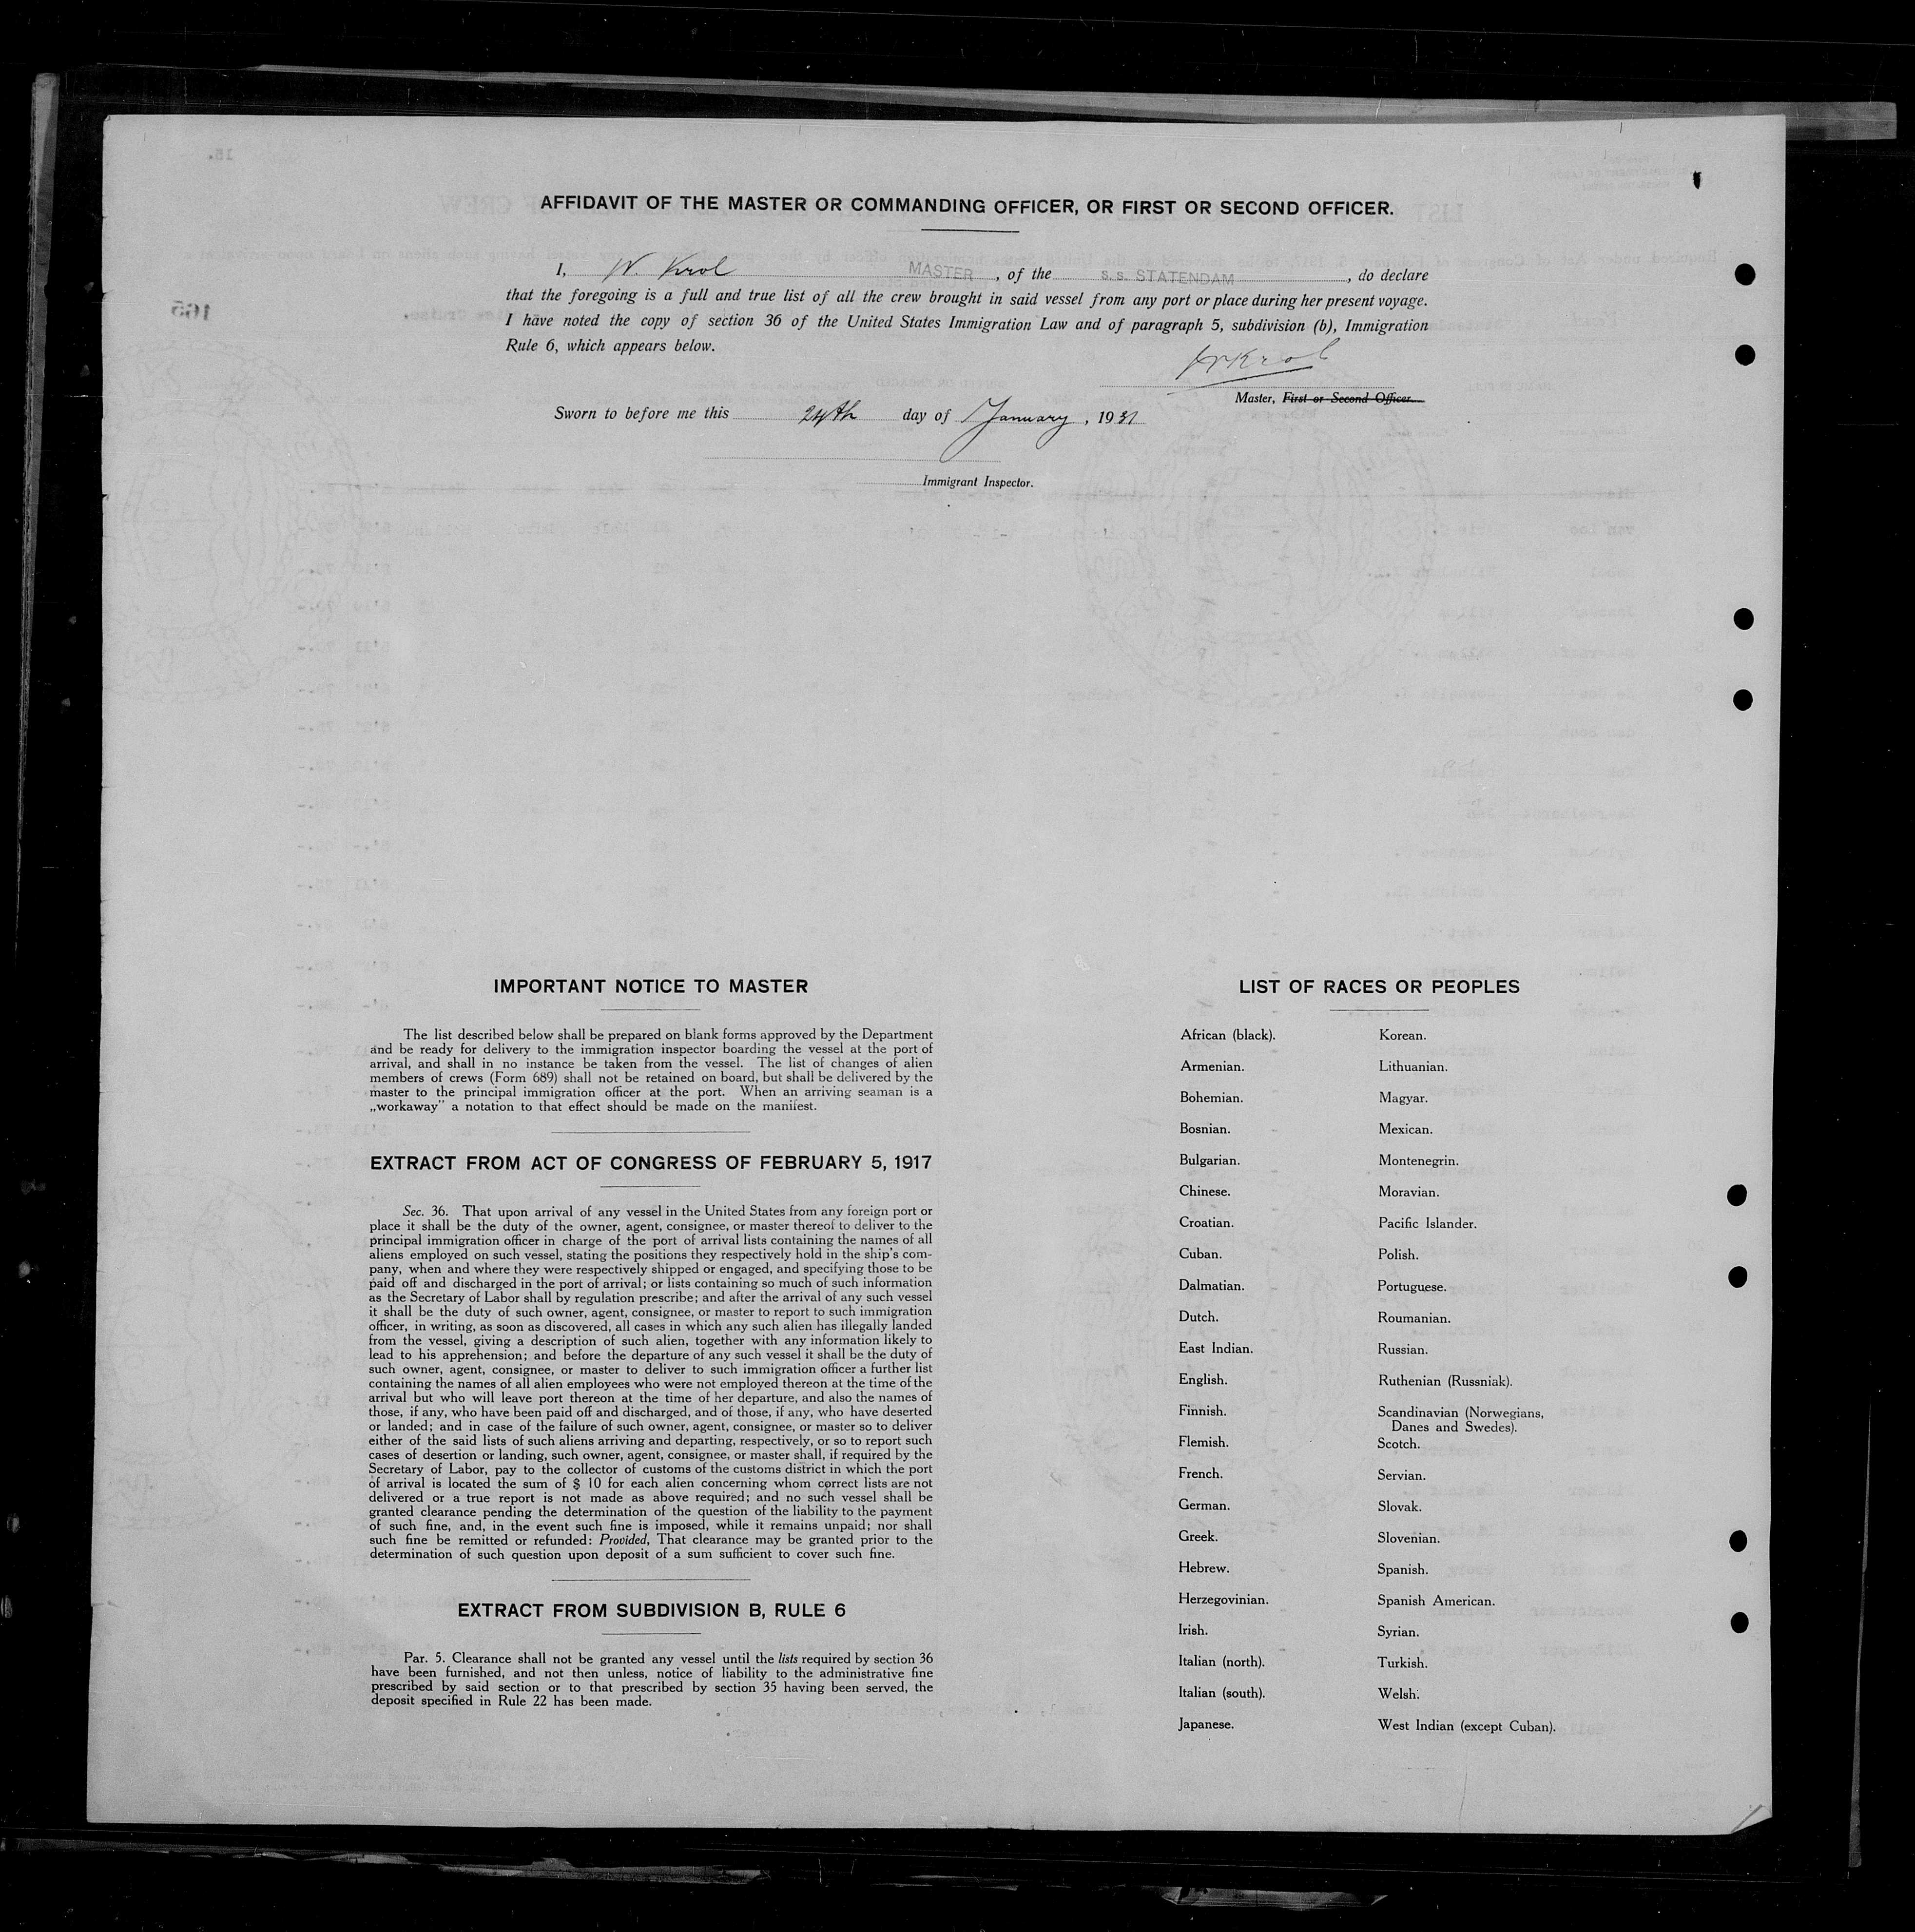 AFFIDAVIT OF THE MASTER OR COMMANDING OFFICER, OR FIRST OR SECOND OFFICER.
I, W. Krol MASTER, of the S.S. STATENDAM, do declare
that the foregoing is a full and true list of all the crew brought in said vessel from any port or place during her present voyage.
I have noted the copy of section 36 of the United States Immigration Law and of paragraph 5, subdivision (b), Immigration
Rule 6, which appears below.
W Krol
Master, First or Second Officer.
Sworn to before me this 24th day of January, 1931
Immigrant Inspector.
IMPORTANT NOTICE TO MASTER
The list described below shall be prepared on blank forms approved by the Department
and be ready for delivery to the immigration inspector boarding the vessel at the port of
arrival, and shall in no instance be taken from the vessel. The list of changes of alien
members of crews (Form 689) shall not be retained on board, but shall be delivered by the
master to the principal immigration officer at the port. When an arriving seaman is a
„workaway” a notation to that effect should be made on the manifest.
EXTRACT FROM ACT OF CONGRESS OF FEBRUARY 5, 1917
Sec. 36. That upon arrival of any vessel in the United States from any foreign port or
place it shall be the duty of the owner, agent, consignee, or master thereof to deliver to the
principal immigration officer in charge of the port of arrival lists containing the names of all
aliens employed on such vessel, stating the positions they respectively hold in the ship's com-
pany, when and where they were respectively shipped or engaged, and specifying those to be
paid off and discharged in the port of arrival; or lists containing so much of such information
as the Secretary of Labor shall by regulation prescribe; and after the arrival of any such vessel
it shall be the duty of such owner, agent, consignee, or master to report to such immigration
officer, in writing, as soon as discovered, all cases in which any such alien has illegally landed
from the vessel, giving a description of such alien, together with any information likely to
lead to his apprehension; and before the departure of any such vessel it shall be the duty of
such owner, agent, consignee, or master to deliver to such immigration officer a further list
containing the names of all alien employees who were not employed thereon at the time of the
arrival but who will leave port thereon at the time of her departure, and also the names of
those, if any, who have been paid off and discharged, and of those, if any, who have deserted
or landed; and in case of the failure of such owner, agent, consignee, or master so to deliver
either of the said lists of such aliens arriving and departing, respectively, or so to report such
cases of desertion or landing, such owner, agent, consignee, or master shall, if required by the
Secretary of Labor, pay to the collector of customs of the customs district in which the port
of arrival is located the sum of $ 10 for each alien concerning whom correct lists are not
delivered or a true report is not made as above required; and no such vessel shall be
granted clearance pending the determination of the question of the liability to the payment
of such fine, and, in the event such fine is imposed, while it remains unpaid; nor shall
such fine be remitted or refunded: Provided, That clearance may be granted prior to the
determination of such question upon deposit of a sum sufficient to cover such fine.
EXTRACT FROM SUBDIVISION B, RULE 6
Par. 5. Clearance shall not be granted any vessel until the lists required by section 36
have been furnished, and not then unless, notice of liability to the administrative fine
prescribed by said section or to that prescribed by section 35 having been served, the
deposit specified in Rule 22 has been made.
LIST OF RACES OR PEOPLES
African (black).
Armenian.
Bohemian.
Bosnian.
Bulgarian.
Chinese.
Croatian.
Cuban.
Dalmatian.
Dutch.
East Indian.
English.
Finnish.
Flemish.
French.
German.
Greek.
Hebrew.
Herzegovinian.
Irish.
Italian (north).
Italian (south).
Japanese.
Korean.
Lithuanian.
Magyar.
Mexican.
Montenegrin.
Moravian.
Pacific Islander.
Polish.
Portuguese.
Roumanian.
Russian.
Ruthenian (Russniak).
Scandinavian (Norwegians,
Danes and Swedes).
Scotch.
Servian.
Slovak.
Slovenian.
Spanish.
Spanish American.
Syrian.
Turkish.
Welsh.
West Indian (except Cuban).